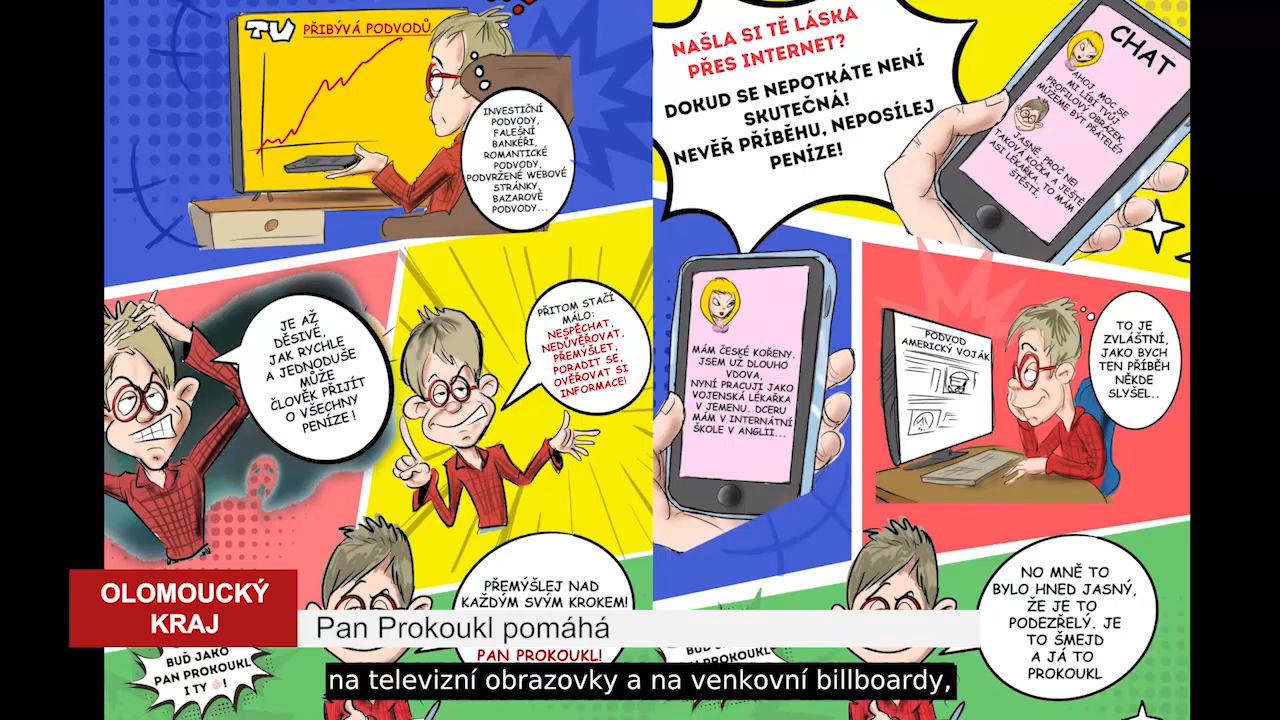 TV PŘIBÝVÁ PODVODŮ
INVESTIČNÍ
PODVODY,
FALEŠNÍ
BANKÉŘI,
ROMANTICKÉ
PODVODY,
PODVRŽENÉ WEBOVÉ
STRÁNKY,
BAZAROVÉ
PODVODY...
JE AŽ
DĚSIVÉ,
JAK RYCHLE
A JEDNODUŠE
MŮŽE
ČLOVĚK PŘIJÍT
O VŠECHNY
PENÍZE!
PŘITOM STAČÍ
MÁLO:
NESPĚCHAT,
NEDŮVĚŘOVAT,
PŘEMÝŠLET,
PORADIT SE,
OVĚŘOVAT SI
INFORMACE!
PŘEMÝŠLEJ NAD
KAŽDÝM SVÝM KROKEM!
PAN PROKOUKL!
BUĎ JAKO
PAN PROKOUKL
I TY!
NAŠLA SI TĚ LÁSKA
PŘES INTERNET?
DOKUD SE NEPOTKÁTE NENÍ
SKUTEČNÁ!
NEVĚŘ PŘÍBĚHU, NEPOSÍLEJ
PENÍZE!
CHAT
AHOJ, MOC SE
MI LÍBÍ TVŮJ
PROFILOVÝ OBRÁZEK.
MŮŽEME BÝT PŘÁTELÉ?
JASNĚ, PROČ NE!
TAKOVÁ KOČKA A JEŠTĚ
ASI LÉKAŘKA, TO MÁM
ŠTĚSTÍ.
MÁM ČESKÉ KOŘENY.
JSEM UŽ DLOUHO
VDOVA,
NYNÍ PRACUJI JAKO
VOJENSKÁ LÉKAŘKA
V JEMENU. DCERU
MÁM V INTERNÁTNÍ
ŠKOLE V ANGLII...
PODVOD
AMERICKÝ VOJÁK
TO JE
ZVLÁŠTNÍ,
JAKO BYCH
TEN PŘÍBĚH
NĚKDE
SLYŠEL..
NO MNĚ TO
BYLO HNED JASNÝ,
ŽE JE TO
PODEZŘELÝ. JE
TO ŠMEJD
A JÁ TO
PROKOUKL
OLOMOUCKÝ
KRAJ
Pan Prokoukl pomáhá
na televizní obrazovky a na venkovní billboardy,